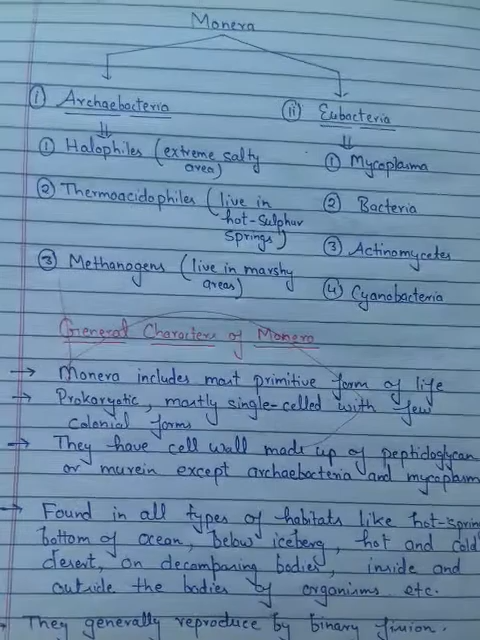 Monera
(i) Archaebacteria
(ii) Eubacteria
① Halophiles (extreme salty area)
② Thermoacidophiles (live in hot-sulphur springs)
③ Methanogens (live in marshy areas)
① Mycoplasma
② Bacteria
③ Actinomycetes
④ Cyanobacteria
General Characters of Monera
→ Monera includes most primitive form of life
→ Prokaryotic, mostly single-celled with few
colonial forms
→ They have cell wall made up of peptidoglycan
or murein except archaebacteria and mycoplasm
→ Found in all types of habitats like hot-spring
bottom of ocean, below iceberg, hot and cold
desert, on decomposing bodies, inside and
outside the bodies of organisms etc.
→ They generally reproduce by binary fission.